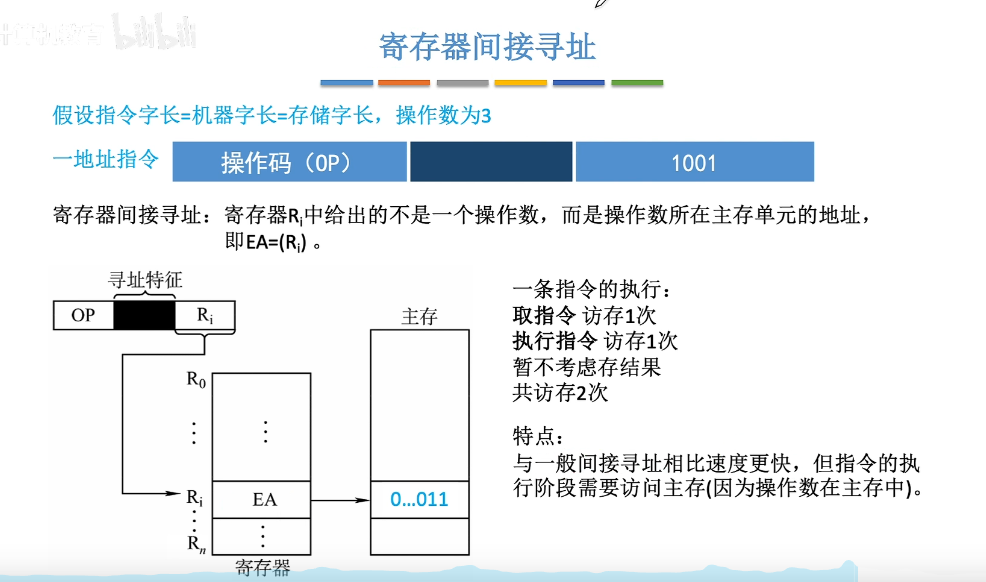 bilibili
寄存器间接寻址
假设指令字长=机器字长=存储字长，操作数为3
一地址指令 操作码（OP） 1001
寄存器间接寻址：寄存器Ri中给出的不是一个操作数，而是操作数所在主存单元的地址，
即EA=(Ri) 。
寻址特征
OP Ri
主存
R0
⋮ ⋮
Ri EA 0...011
⋮
Rn ⋮
寄存器
一条指令的执行：
取指令 访存1次
执行指令 访存1次
暂不考虑存结果
共访存2次
特点：
与一般间接寻址相比速度更快，但指令的执
行阶段需要访问主存(因为操作数在主存中)。